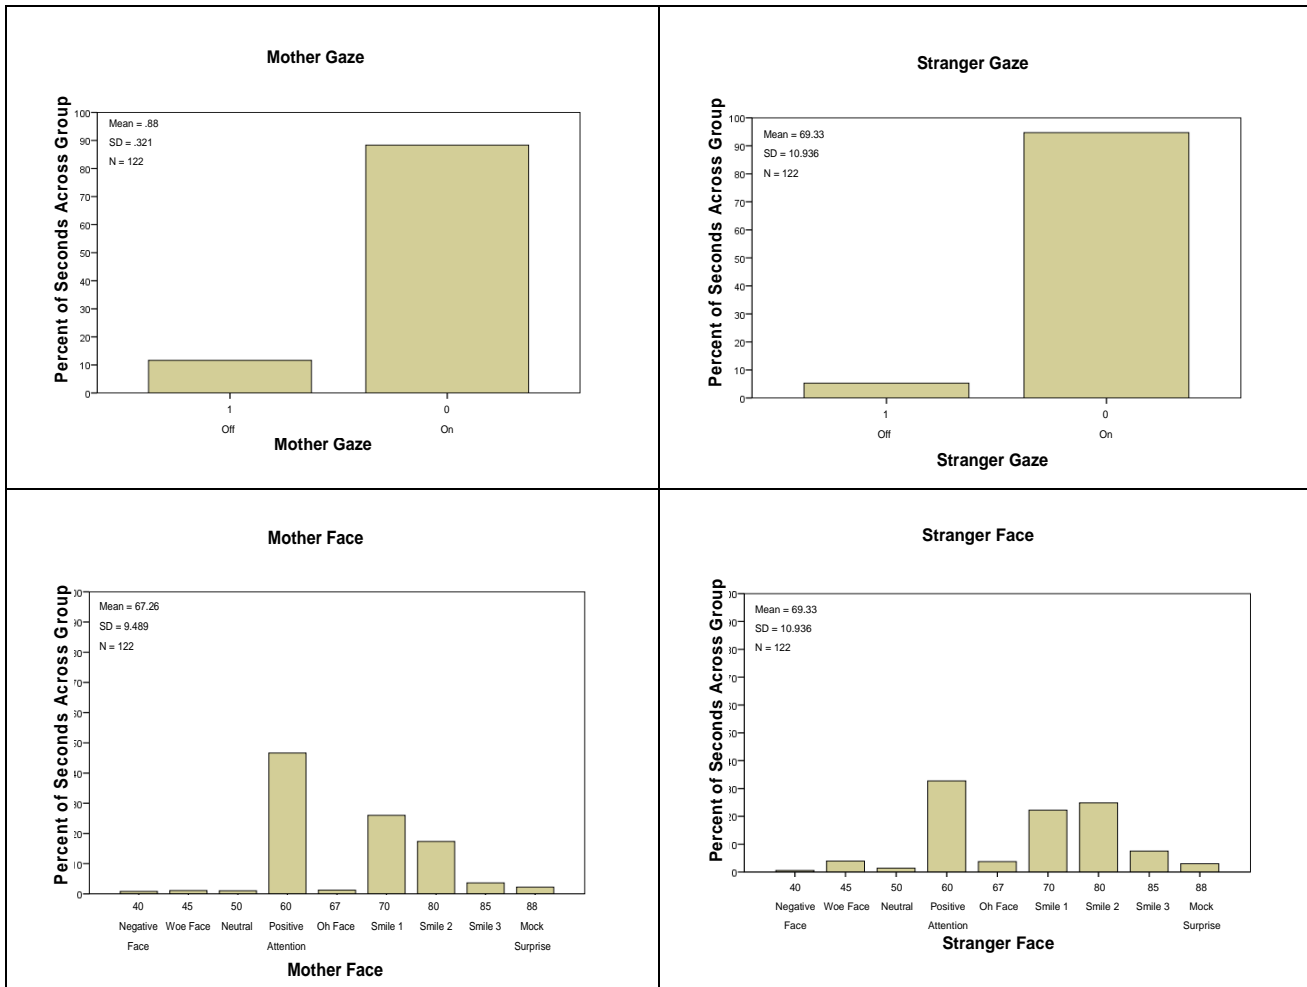 Mother Gaze
Percent of Seconds Across Group
100
90
80
70
60
50
40
30
20
10
0
Mean = .88
SD = .321
N = 122
1 0
Off On
Mother Gaze
Stranger Gaze
Percent of Seconds Across Group
100
90
80
70
60
50
40
30
20
10
0
Mean = 69.33
SD = 10.936
N = 122
1 0
Off On
Stranger Gaze
Mother Face
Percent of Seconds Across Group
Mean = 67.26
SD = 9.489
N = 122
40 45 50 60 67 70 80 85 88
Negative Woe Face Neutral Positive Oh Face Smile 1 Smile 2 Smile 3 Mock
Face Attention Surprise
Mother Face
Stranger Face
Percent of Seconds Across Group
Mean = 69.33
SD = 10.936
N = 122
40 45 50 60 67 70 80 85 88
Negative Woe Face Neutral Positive Oh Face Smile 1 Smile 2 Smile 3 Mock
Face Attention Surprise
Stranger Face